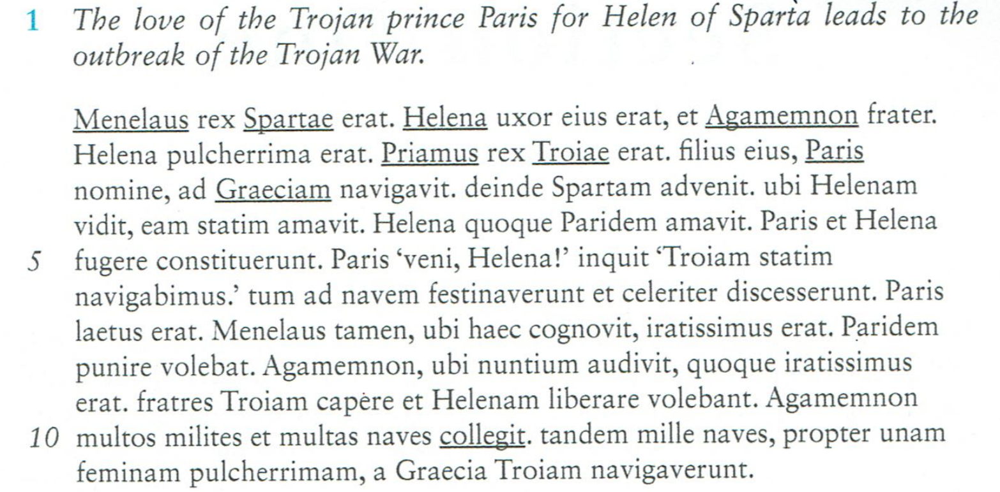 1 The love of the Trojan prince Paris for Helen of Sparta leads to the
outbreak of the Trojan War.
Menelaus rex Spartae erat. Helena uxor eius erat, et Agamemnon frater.
Helena pulcherrima erat. Priamus rex Troiae erat. filius eius, Paris
nomine, ad Graeciam navigavit. deinde Spartam advenit. ubi Helenam
vidit, eam statim amavit. Helena quoque Paridem amavit. Paris et Helena
5 fugere constituerunt. Paris ‘veni, Helena!’ inquit ‘Troiam statim
navigabimus.’ tum ad navem festinaverunt et celeriter discesserunt. Paris
laetus erat. Menelaus tamen, ubi haec cognovit, iratissimus erat. Paridem
punire volebat. Agamemnon, ubi nuntium audivit, quoque iratissimus
erat. fratres Troiam capere et Helenam liberare volebant. Agamemnon
10 multos milites et multas naves collegit. tandem mille naves, propter unam
feminam pulcherrimam, a Graecia Troiam navigaverunt.